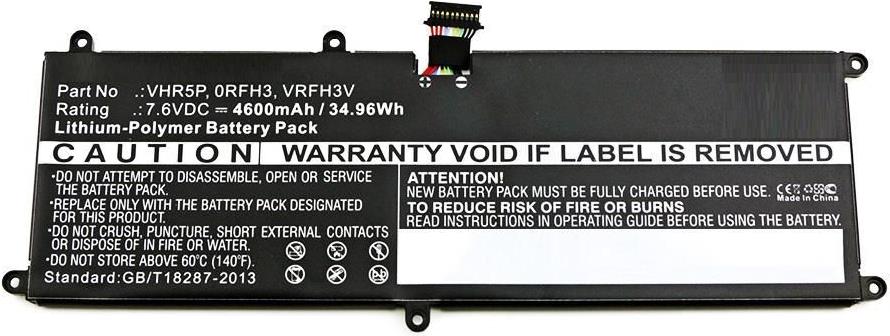 Part No .:VHR5P, 0RFH3, VRFH3V
Rating .:7.6VDC ⎓ 4600mAh / 34.96Wh
Lithium-Polymer Battery Pack
CAUTION WARRANTY VOID IF LABEL IS REMOVED
•DO NOT ATTEMPT TO DISASSEMBLE, OPEN OR SERVICE
THE BATTERY PACK.
•REPLACE ONLY WITH THE BATTERY PACK DESIGNATED
FOR THIS PRODUCT.
•DO NOT CRUSH, PUNCTURE, SHORT EXTERNAL CONTACTS
OR DISPOSE OF IN FIRE OR WATER.
•DO NOT STORE ABOVE 60°C (140°F).
Standard:GB/T18287-2013
ATTENTION!
NEW BATTERY PACK MUST BE FULLY CHARGED BEFORE USE.
TO REDUCE RISK OF FIRE OR BURNS
READ INSTRUCTIONS IN OPERATING GUIDE BEFORE USING THE BATTERY.
CE
Made In China